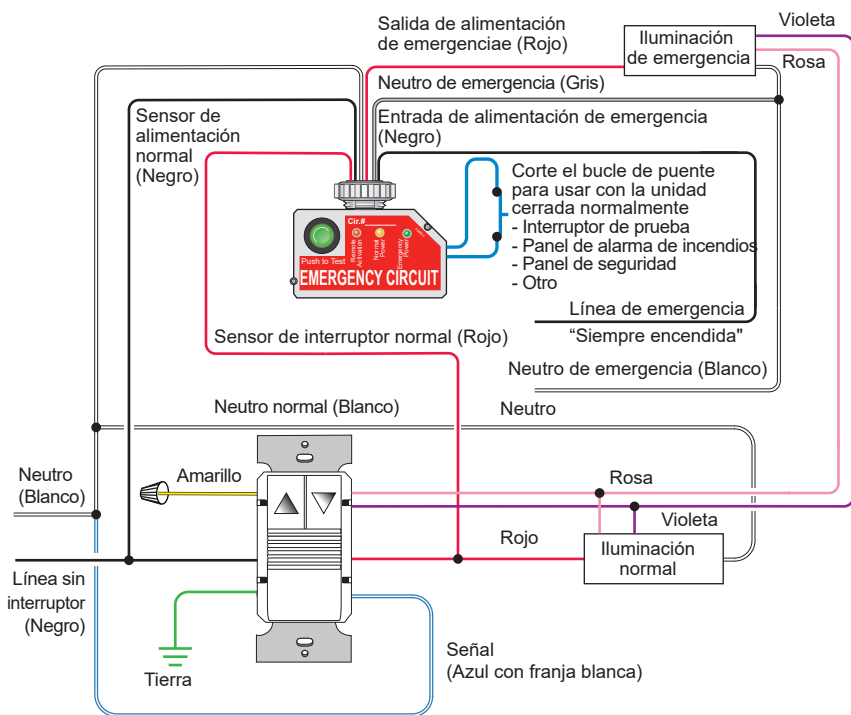 Salida de alimentación
de emergenciae (Rojo)
Iluminación
de emergencia
Violeta
Rosa
Neutro de emergencia (Gris)
Sensor de
alimentación
normal
(Negro)
Entrada de alimentación de emergencia
(Negro)
Corte el bucle de puente
para usar con la unidad
cerrada normalmente
- Interruptor de prueba
- Panel de alarma de incendios
- Panel de seguridad
- Otro
Cir.#
Push to Test
Remote
Activation
Normal
Power
Emergency
Power
EMERGENCY CIRCUIT
Línea de emergencia
“Siempre encendida"
Sensor de interruptor normal (Rojo)
Neutro de emergencia (Blanco)
Neutro normal (Blanco)
Neutro
Neutro
(Blanco)
Amarillo
Rosa
Violeta
Rojo
Iluminación
normal
Línea sin
interruptor
(Negro)
Tierra
Señal
(Azul con franja blanca)